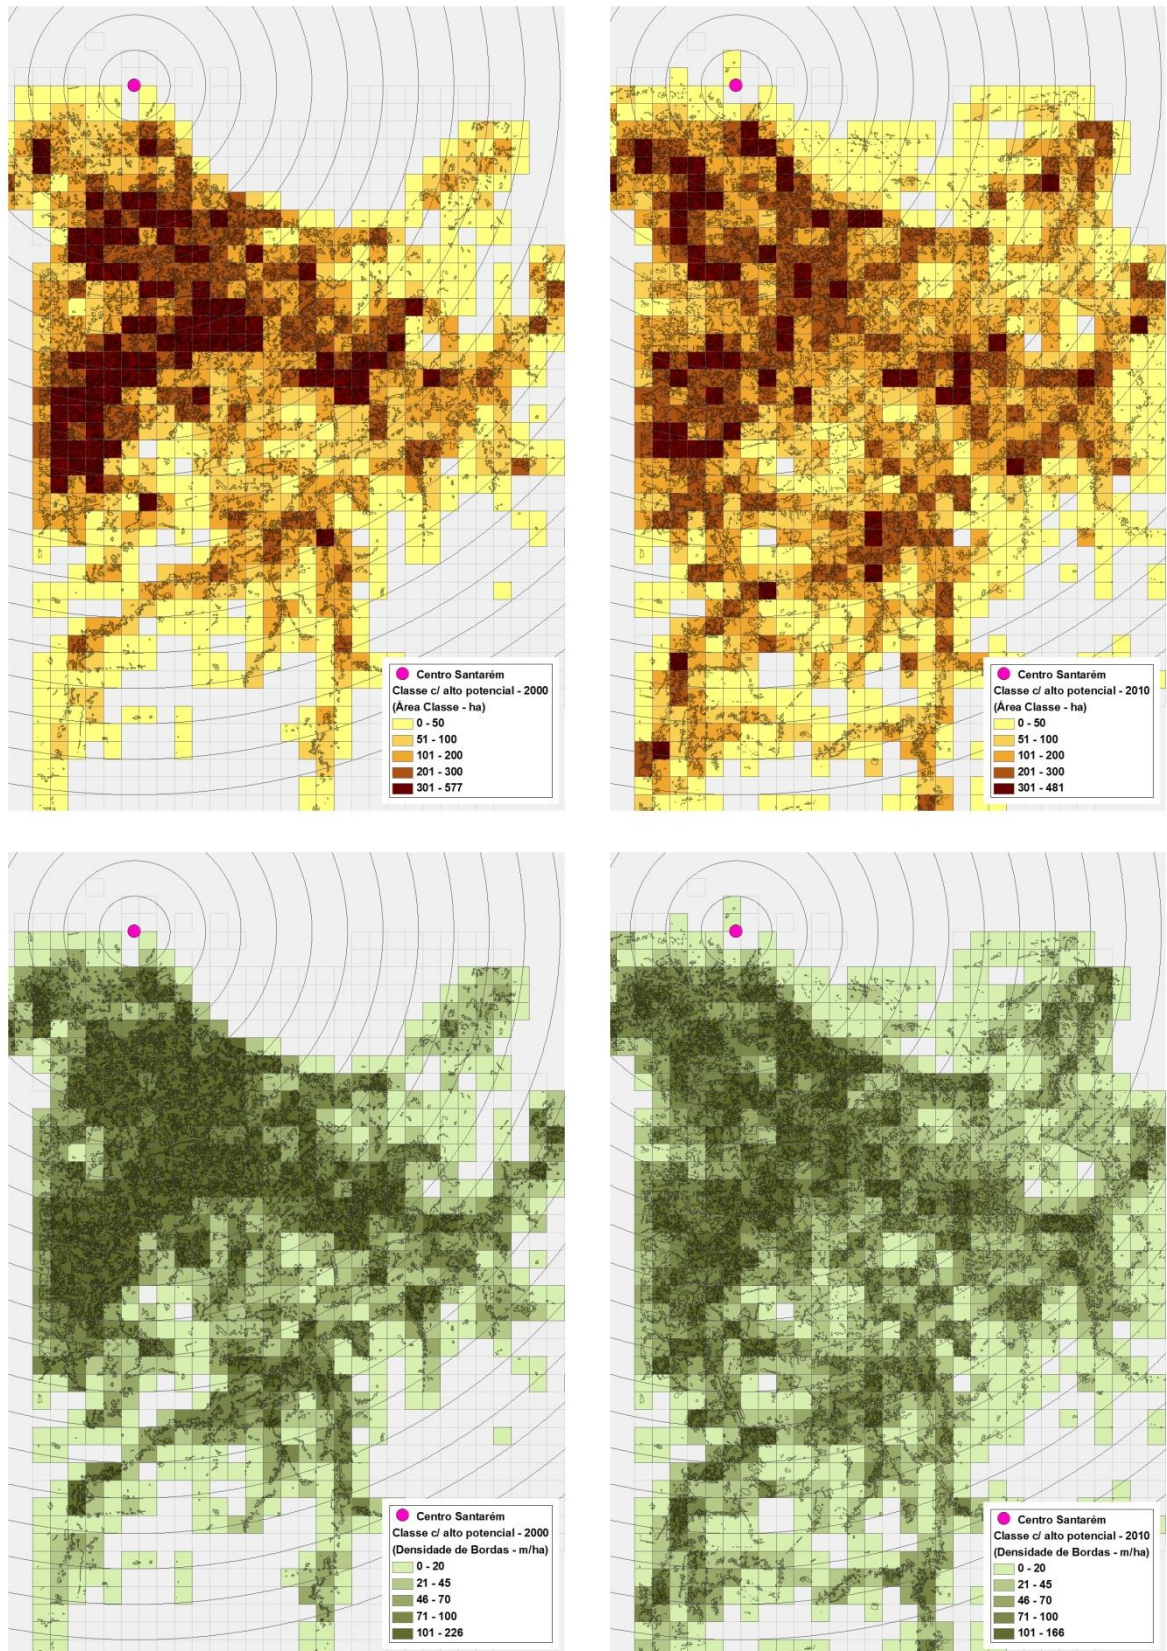 Centro Santarém
Classe c/ alto potencial - 2000
(Área Classe - ha)
0 - 50
51 - 100
101 - 200
201 - 300
301 - 577
Centro Santarém
Classe c/ alto potencial - 2010
(Área Classe - ha)
0 - 50
51 - 100
101 - 200
201 - 300
301 - 481
Centro Santarém
Classe c/ alto potencial - 2000
(Densidade de Bordas - m/ha)
0 - 20
21 - 45
46 - 70
71 - 100
101 - 226
Centro Santarém
Classe c/ alto potencial - 2010
(Densidade de Bordas - m/ha)
0 - 20
21 - 45
46 - 70
71 - 100
101 - 166